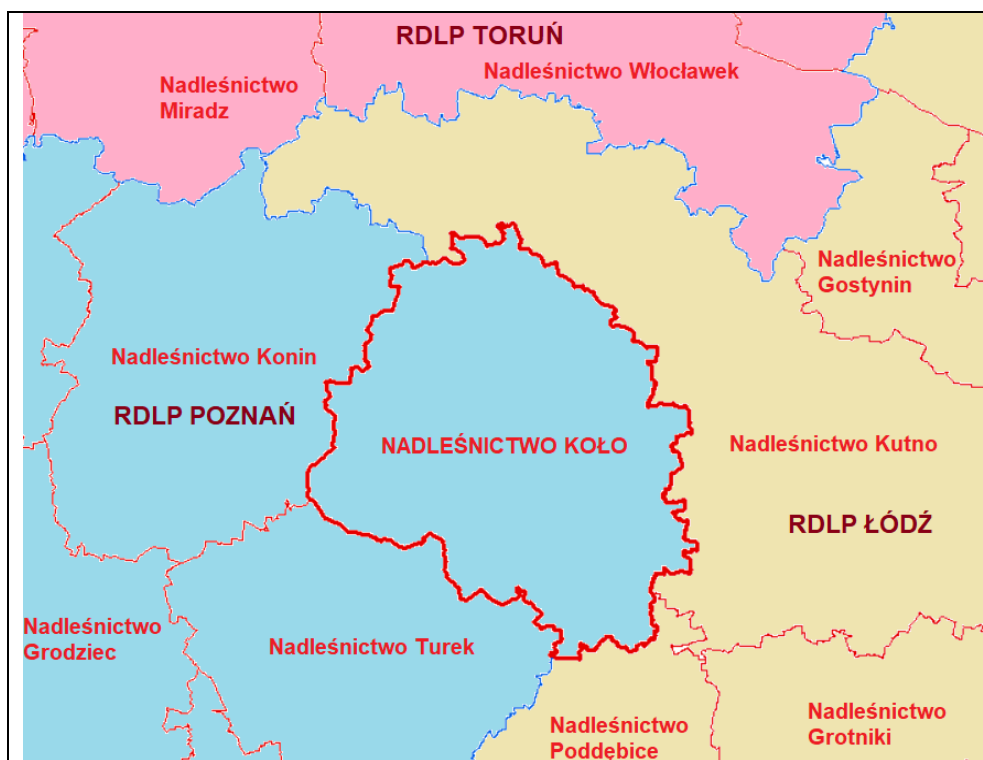 RDLP TORUŃ
Nadleśnictwo Włocławek
Nadleśnictwo
Miradz
Nadleśnictwo
Gostynin
Nadleśnictwo Konin
RDLP POZNAŃ
NADLEŚNICTWO KOŁO
Nadleśnictwo Kutno
RDLP ŁÓDŹ
Nadleśnictwo
Grodziec
Nadleśnictwo Turek
Nadleśnictwo
Poddębice
Nadleśnictwo
Grotniki